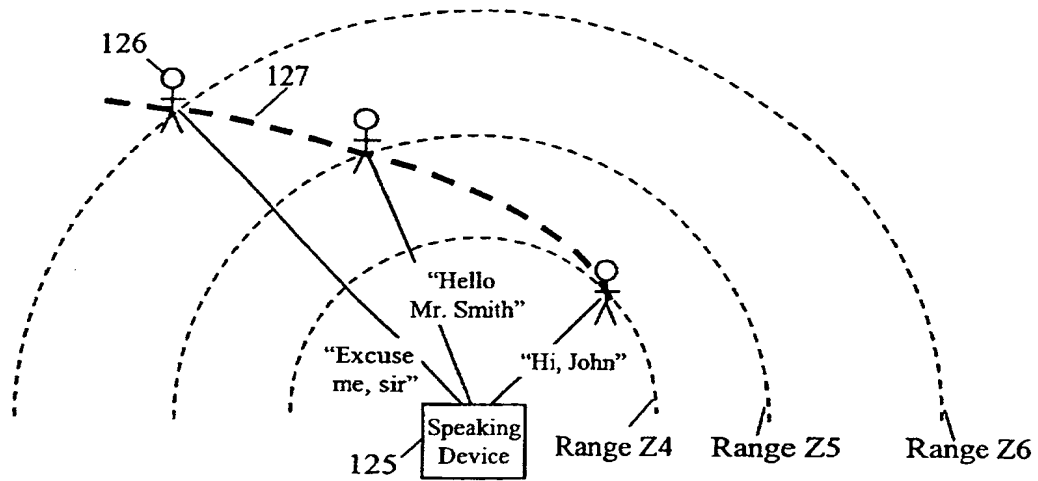 126
127
“Hello
Mr. Smith”
“Excuse
me, sir”
“Hi, John”
Speaking
Device
125
Range Z4
Range Z5
Range Z6